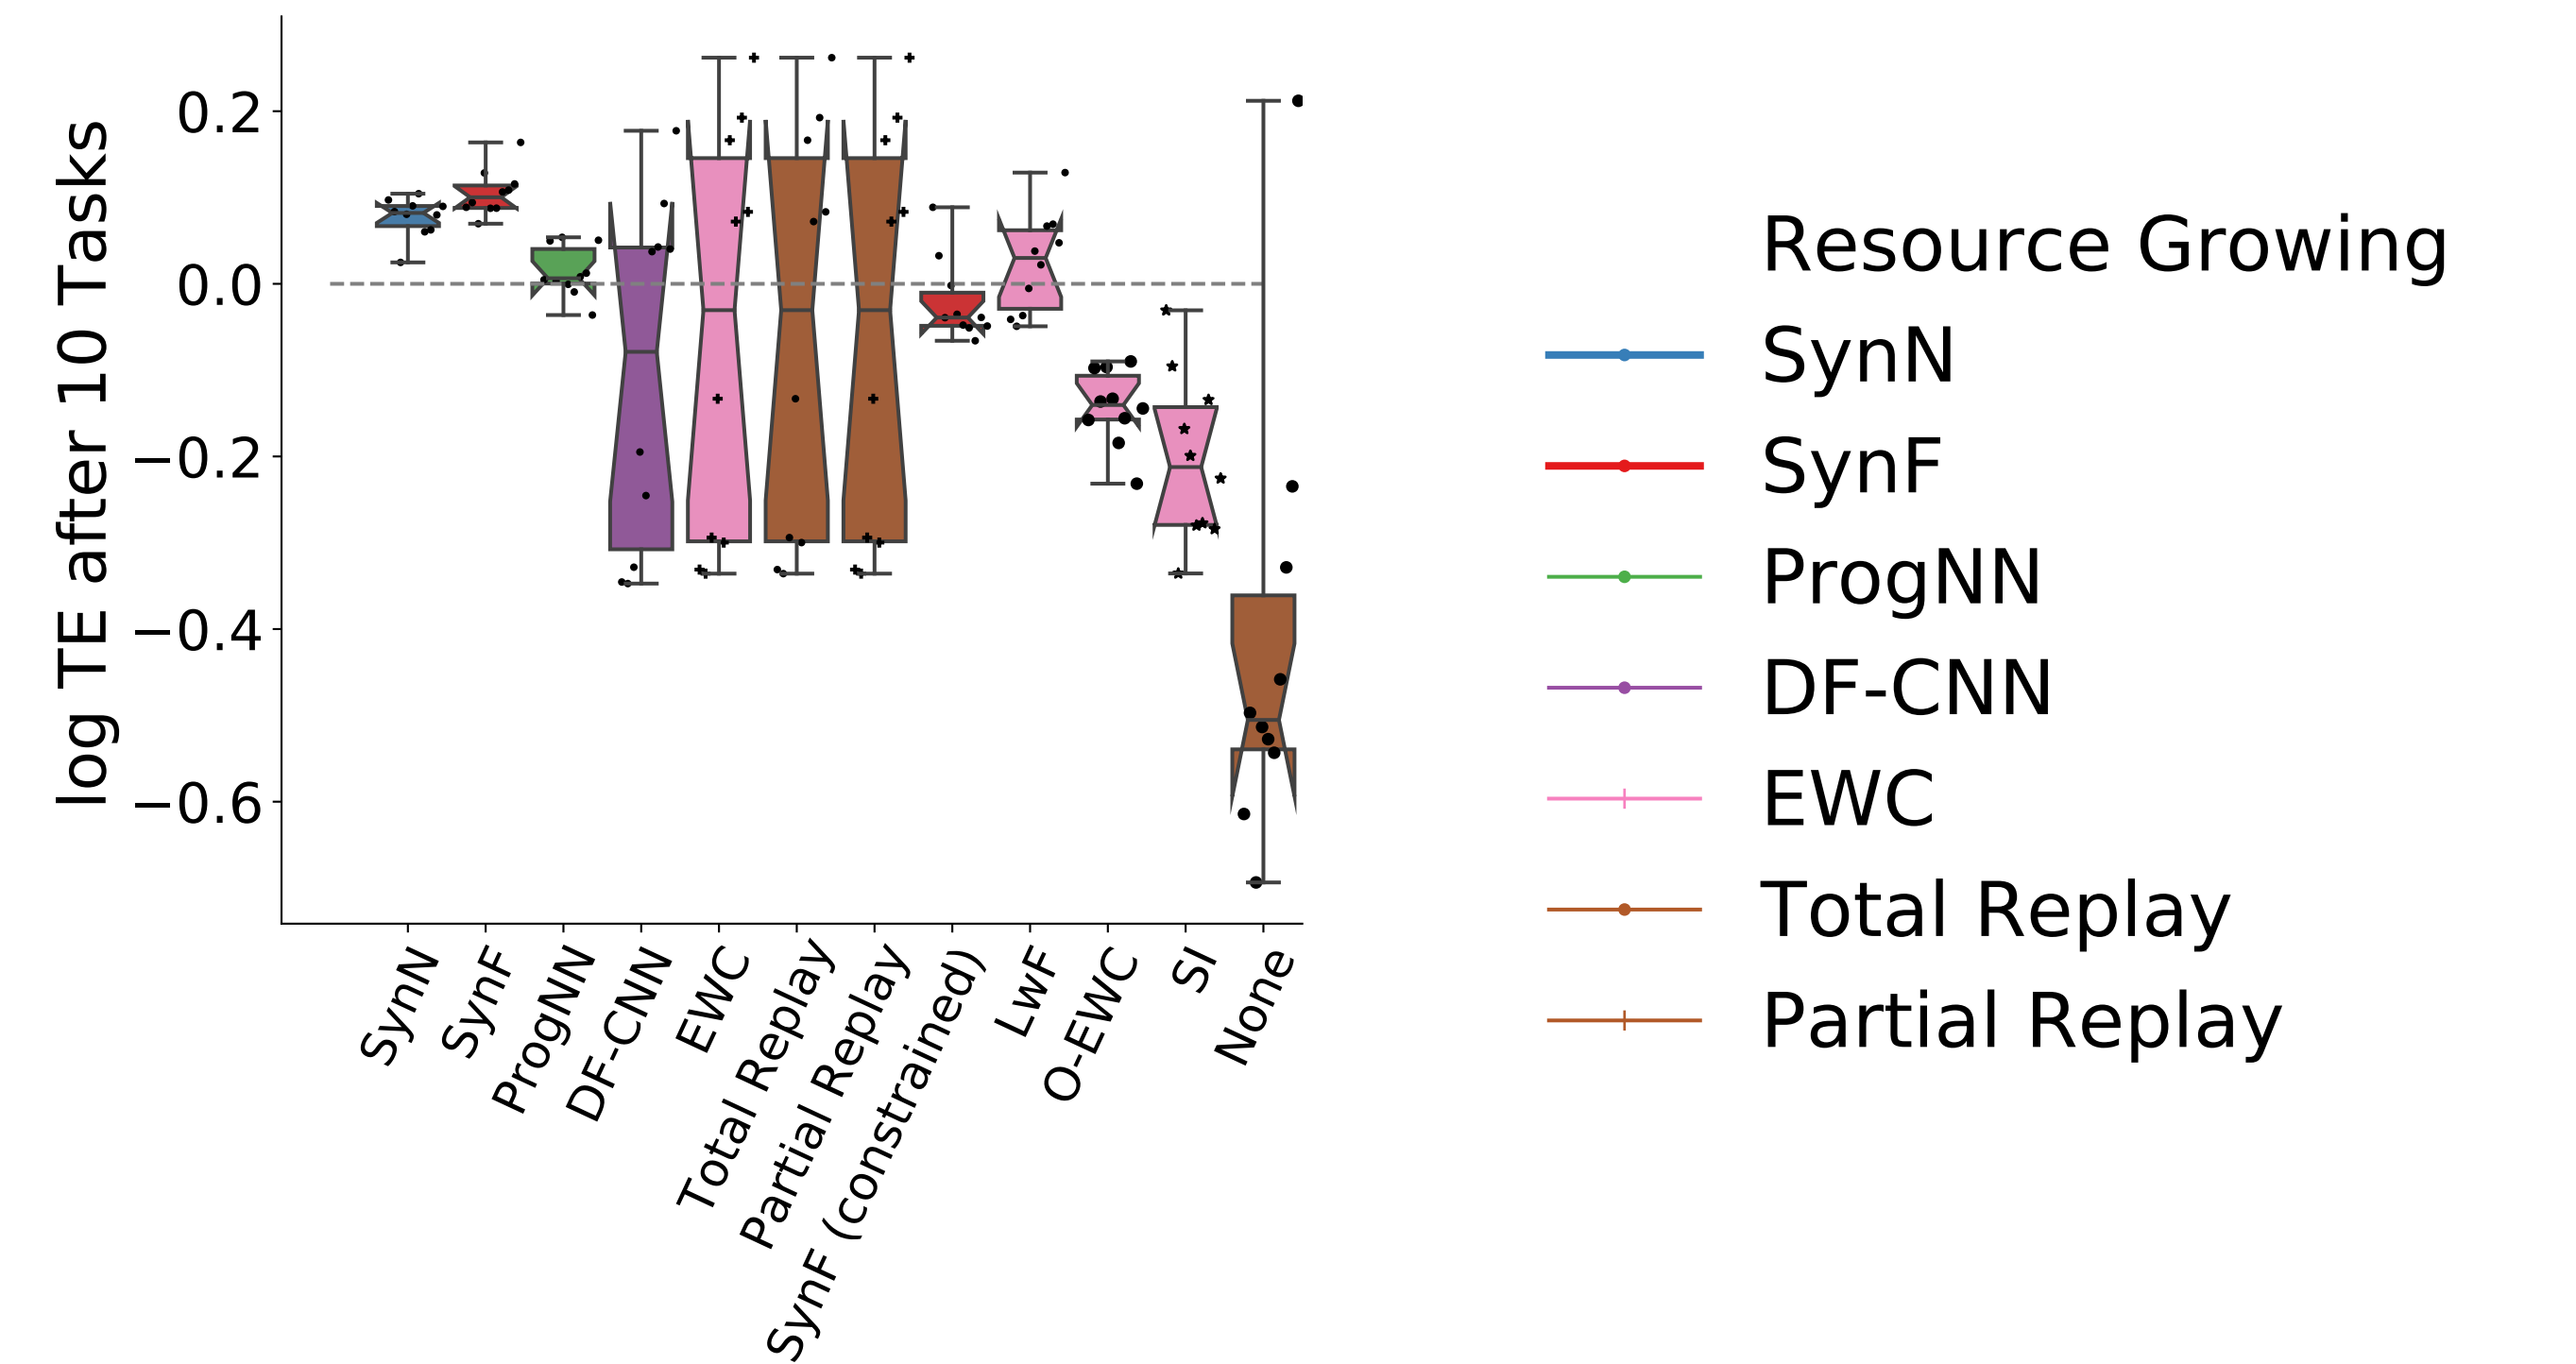 log TE after 10 Tasks
0.2
0.0
−0.2
−0.4
−0.6
SynN
SynF
ProgNN
DF-CNN
EWC
Total Replay
Partial Replay
SynF (constrained)
LwF
O-EWC
SI
None
Resource Growing
SynN
SynF
ProgNN
DF-CNN
EWC
Total Replay
Partial Replay